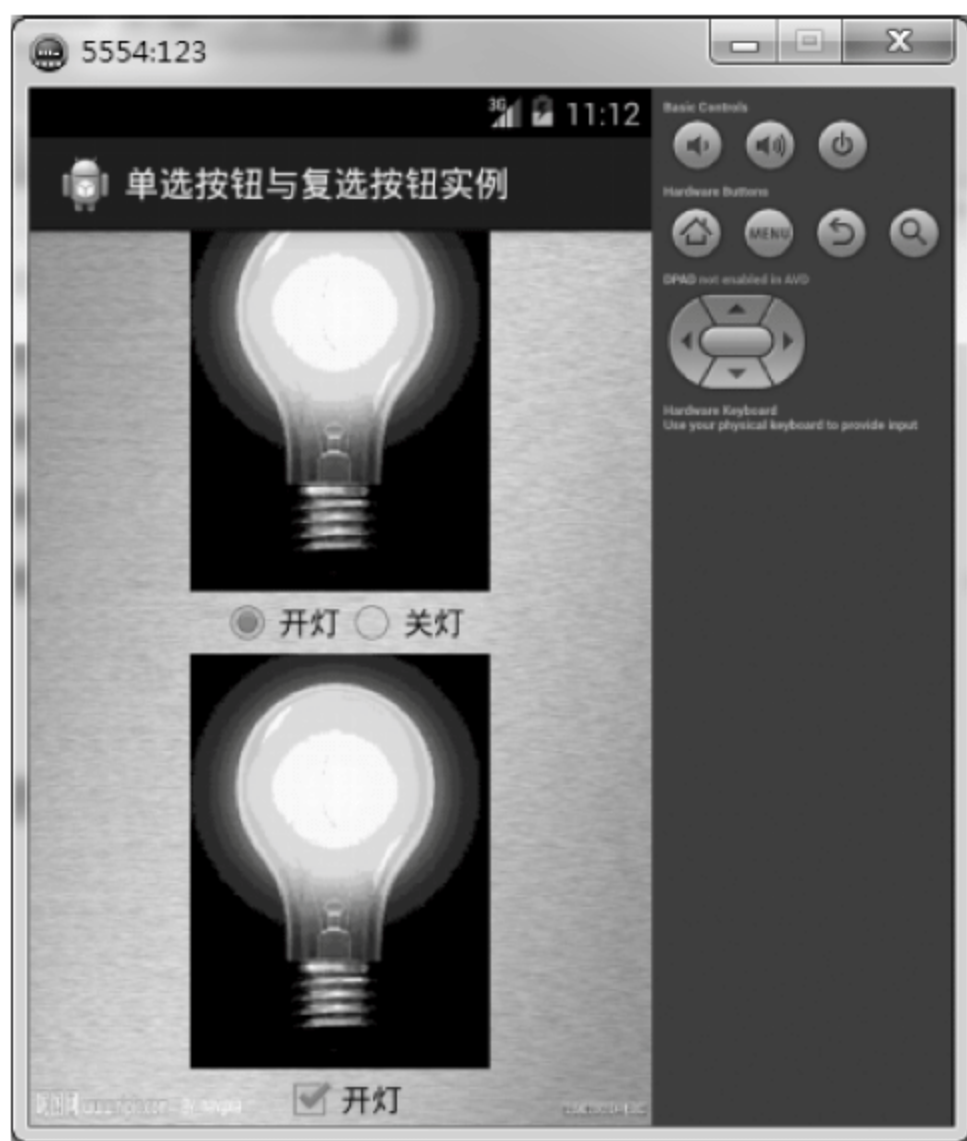 5554:123
3G 11:12
Basic Controls
单选按钮与复选按钮实例
Hardware Buttons
MENU
DPAD not enabled in AVD
Hardware Keyboard
Use your physical keyboard to provide input
开灯 关灯
开灯